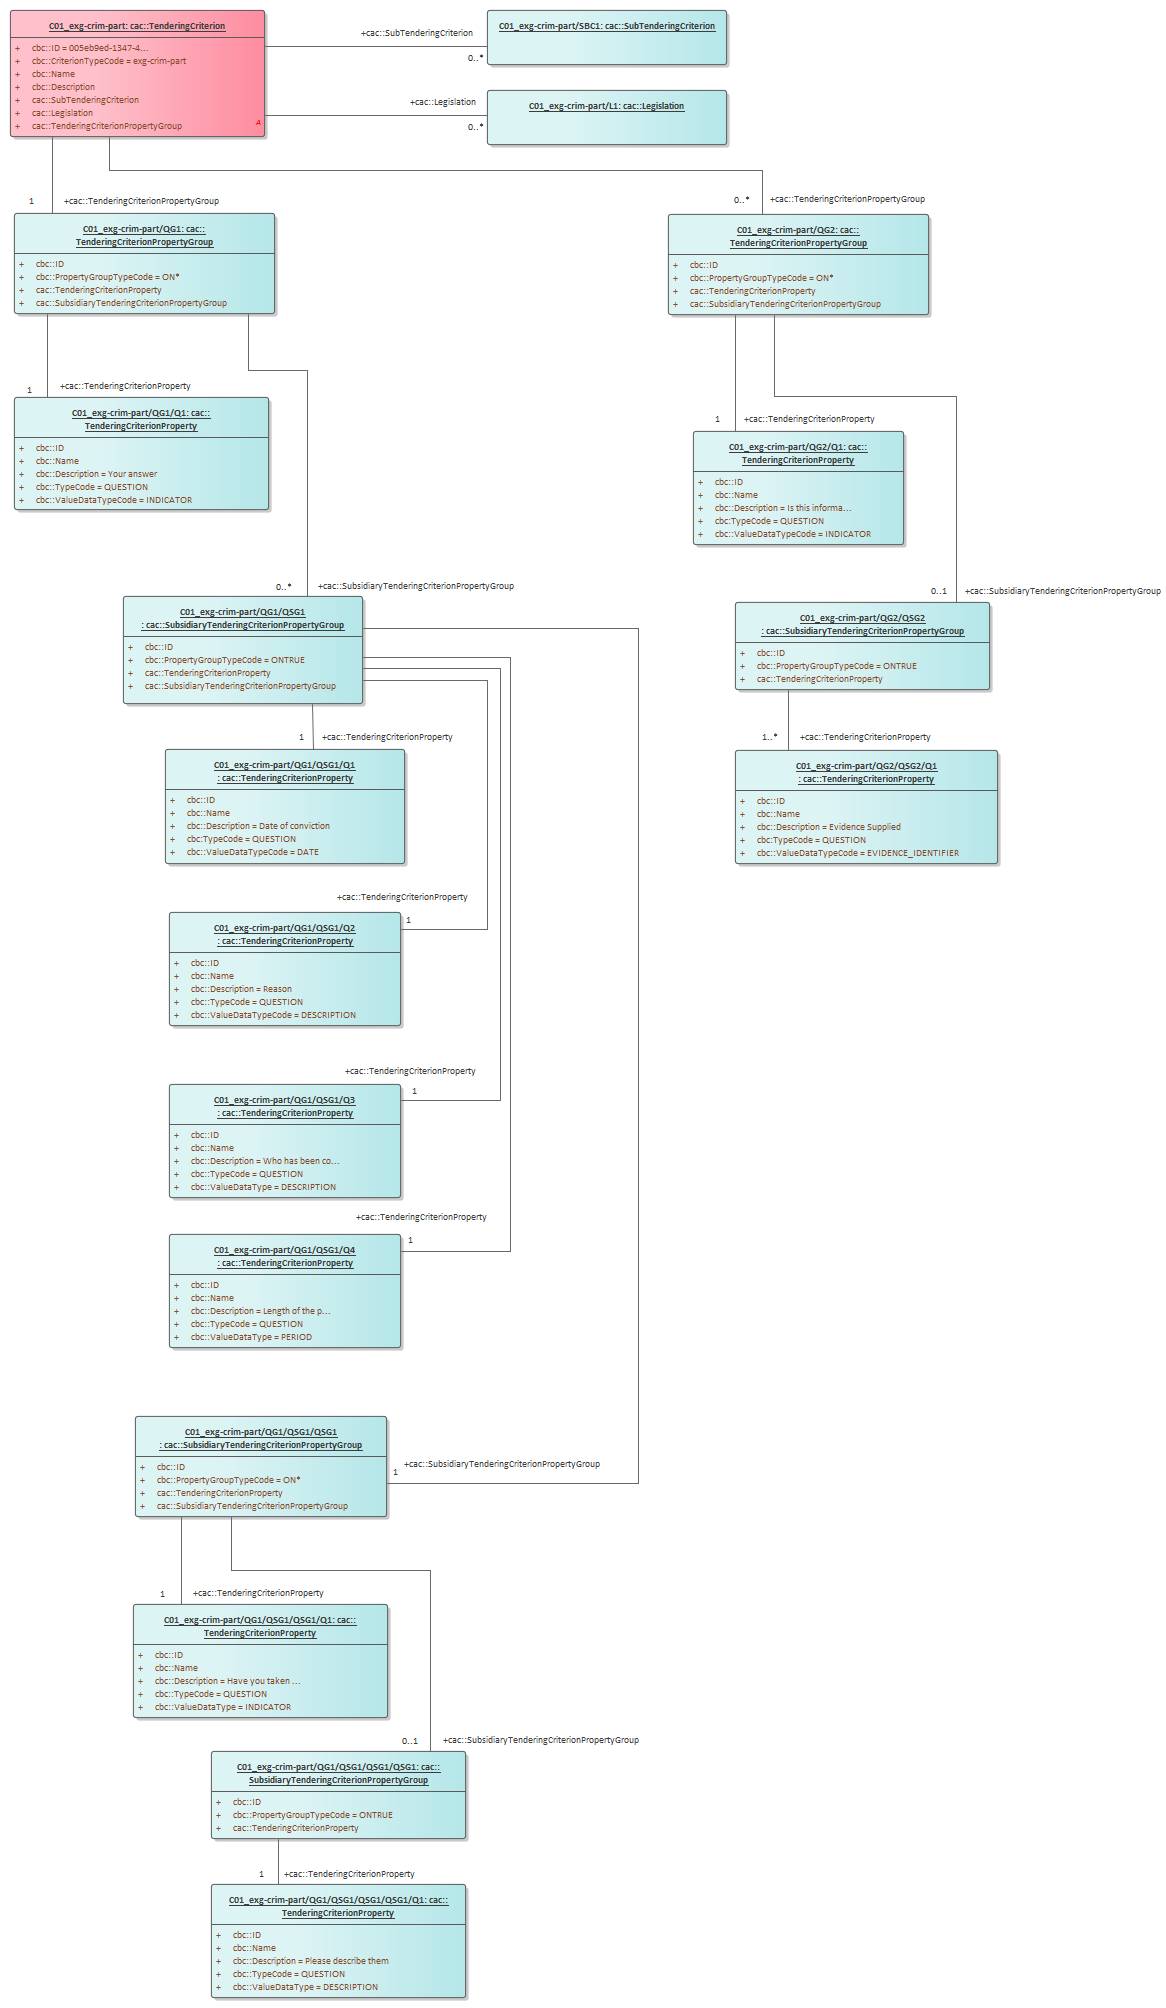 C01_exg-crim-part: cac::TenderingCriterion
+ cbc::ID = 005eb9ed-1347-4...
+ cbc::CriterionTypeCode = exg-crim-part
+ cbc::Name
+ cbc::Description
+ cac::SubTenderingCriterion
+ cac::Legislation
+ cac::TenderingCriterionPropertyGroup
A
+cac::SubTenderingCriterion
0..*
C01_exg-crim-part/SBC1: cac::SubTenderingCriterion
+cac::Legislation
0..*
C01_exg-crim-part/L1: cac::Legislation
1 +cac::TenderingCriterionPropertyGroup
0..* +cac::TenderingCriterionPropertyGroup
C01_exg-crim-part/QG1: cac::
TenderingCriterionPropertyGroup
+ cbc::ID
+ cbc::PropertyGroupTypeCode = ON*
+ cac::TenderingCriterionProperty
+ cac::SubsidiaryTenderingCriterionPropertyGroup
C01_exg-crim-part/QG2: cac::
TenderingCriterionPropertyGroup
+ cbc::ID
+ cbc::PropertyGroupTypeCode = ON*
+ cac::TenderingCriterionProperty
+ cac::SubsidiaryTenderingCriterionPropertyGroup
1 +cac::TenderingCriterionProperty
C01_exg-crim-part/QG1/Q1: cac::
TenderingCriterionProperty
+ cbc::ID
+ cbc::Name
+ cbc::Description = Your answer
+ cbc::TypeCode = QUESTION
+ cbc::ValueDataTypeCode = INDICATOR
1 +cac::TenderingCriterionProperty
C01_exg-crim-part/QG2/Q1: cac::
TenderingCriterionProperty
+ cbc::ID
+ cbc::Name
+ cbc::Description = Is this informa...
+ cbc:TypeCode = QUESTION
+ cbc::ValueDataTypeCode = INDICATOR
0..* +cac::SubsidiaryTenderingCriterionPropertyGroup
0..1 +cac::SubsidiaryTenderingCriterionPropertyGroup
C01_exg-crim-part/QG1/QSG1
: cac::SubsidiaryTenderingCriterionPropertyGroup
+ cbc::ID
+ cbc::PropertyGroupTypeCode = ONTRUE
+ cac::TenderingCriterionProperty
+ cac::SubsidiaryTenderingCriterionPropertyGroup
C01_exg-crim-part/QG2/QSG2
: cac::SubsidiaryTenderingCriterionPropertyGroup
+ cbc::ID
+ cbc::PropertyGroupTypeCode = ONTRUE
+ cac::TenderingCriterionProperty
1 +cac::TenderingCriterionProperty
1..* +cac::TenderingCriterionProperty
C01_exg-crim-part/QG1/QSG1/Q1
: cac::TenderingCriterionProperty
+ cbc::ID
+ cbc::Name
+ cbc::Description = Date of conviction
+ cbc:TypeCode = QUESTION
+ cbc::ValueDataTypeCode = DATE
C01_exg-crim-part/QG2/QSG2/Q1
: cac::TenderingCriterionProperty
+ cbc::ID
+ cbc::Name
+ cbc::Description = Evidence Supplied
+ cbc:TypeCode = QUESTION
+ cbc::ValueDataTypeCode = EVIDENCE_IDENTIFIER
+cac::TenderingCriterionProperty
1
C01_exg-crim-part/QG1/QSG1/Q2
: cac::TenderingCriterionProperty
+ cbc::ID
+ cbc::Name
+ cbc::Description = Reason
+ cbc::TypeCode = QUESTION
+ cbc::ValueDataTypeCode = DESCRIPTION
+cac::TenderingCriterionProperty
1
C01_exg-crim-part/QG1/QSG1/Q3
: cac::TenderingCriterionProperty
+ cbc::ID
+ cbc::Name
+ cbc::Description = Who has been co...
+ cbc::TypeCode = QUESTION
+ cbc::ValueDataType = DESCRIPTION
+cac::TenderingCriterionProperty
1
C01_exg-crim-part/QG1/QSG1/Q4
: cac::TenderingCriterionProperty
+ cbc::ID
+ cbc::Name
+ cbc::Description = Length of the p...
+ cbc::TypeCode = QUESTION
+ cbc::ValueDataType = PERIOD
C01_exg-crim-part/QG1/QSG1/QSG1
: cac::SubsidiaryTenderingCriterionPropertyGroup
+ cbc::ID
+ cbc::PropertyGroupTypeCode = ON*
+ cac::TenderingCriterionProperty
+ cac::SubsidiaryTenderingCriterionPropertyGroup
+cac::SubsidiaryTenderingCriterionPropertyGroup
1
1 +cac::TenderingCriterionProperty
C01_exg-crim-part/QG1/QSG1/QSG1/Q1: cac::
TenderingCriterionProperty
+ cbc::ID
+ cbc::Name
+ cbc::Description = Have you taken ...
+ cbc::TypeCode = QUESTION
+ cbc::ValueDataType = INDICATOR
0..1 +cac::SubsidiaryTenderingCriterionPropertyGroup
C01_exg-crim-part/QG1/QSG1/QSG1/QSG1: cac::
SubsidiaryTenderingCriterionPropertyGroup
+ cbc::ID
+ cbc::PropertyGroupTypeCode = ONTRUE
+ cac::TenderingCriterionProperty
1 +cac::TenderingCriterionProperty
C01_exg-crim-part/QG1/QSG1/QSG1/QSG1/Q1: cac::
TenderingCriterionProperty
+ cbc::ID
+ cbc::Name
+ cbc::Description = Please describe them
+ cbc::TypeCode = QUESTION
+ cbc::ValueDataType = DESCRIPTION